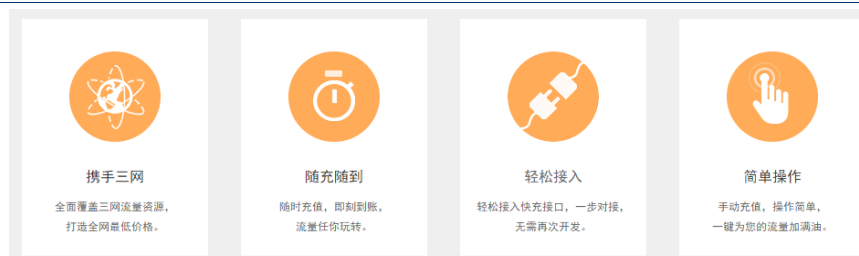 携手三网
全面覆盖三网流量资源，
打造全网最低价格。
随充随到
随时充值，即刻到账，
流量任你玩转。
轻松接入
轻松接入快充接口，一步对接，
无需再次开发。
简单操作
手动充值，操作简单，
一键为您的流量加满油。